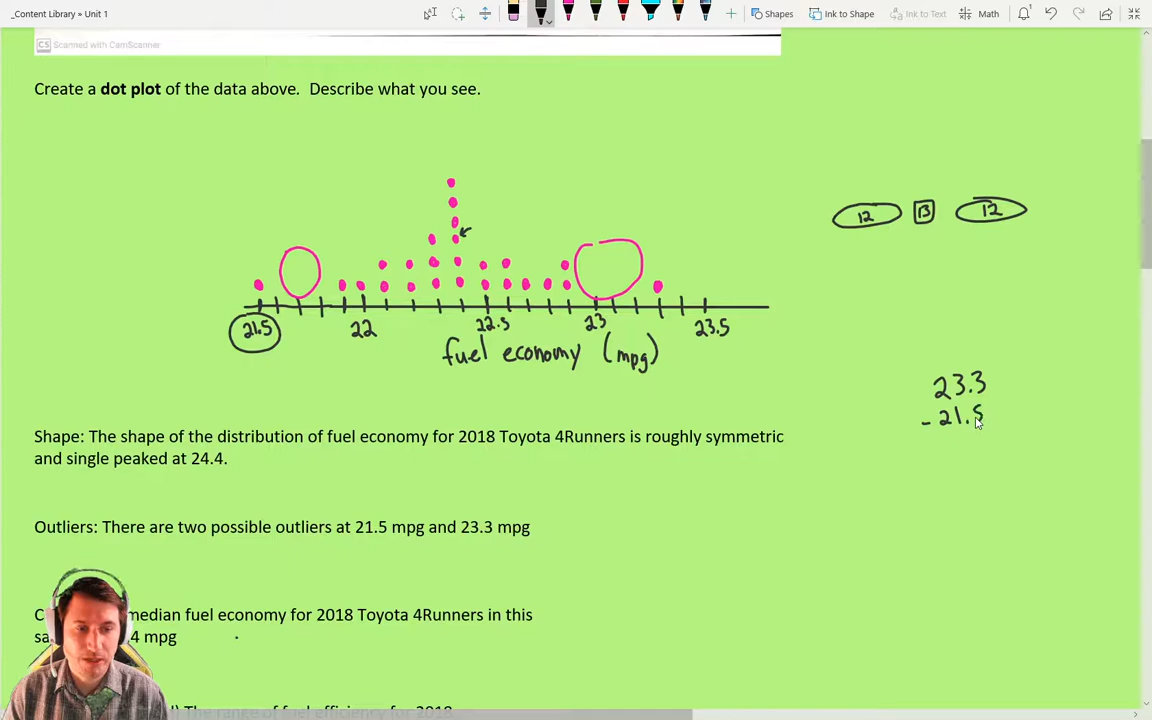 _Content Library » Unit 1
Shapes
Ink to Shape
Ink to Text
Math
CS Scanned with CamScanner
Create a dot plot of the data above. Describe what you see.
12 13 12
21.5 22 22.5 23 23.5
fuel economy (mpg)
23.3
- 21.5
Shape: The shape of the distribution of fuel economy for 2018 Toyota 4Runners is roughly symmetric
and single peaked at 24.4.
Outliers: There are two possible outliers at 21.5 mpg and 23.3 mpg
C median fuel economy for 2018 Toyota 4Runners in this
sa 4 mpg
) The range of fuel efficiency for 2018